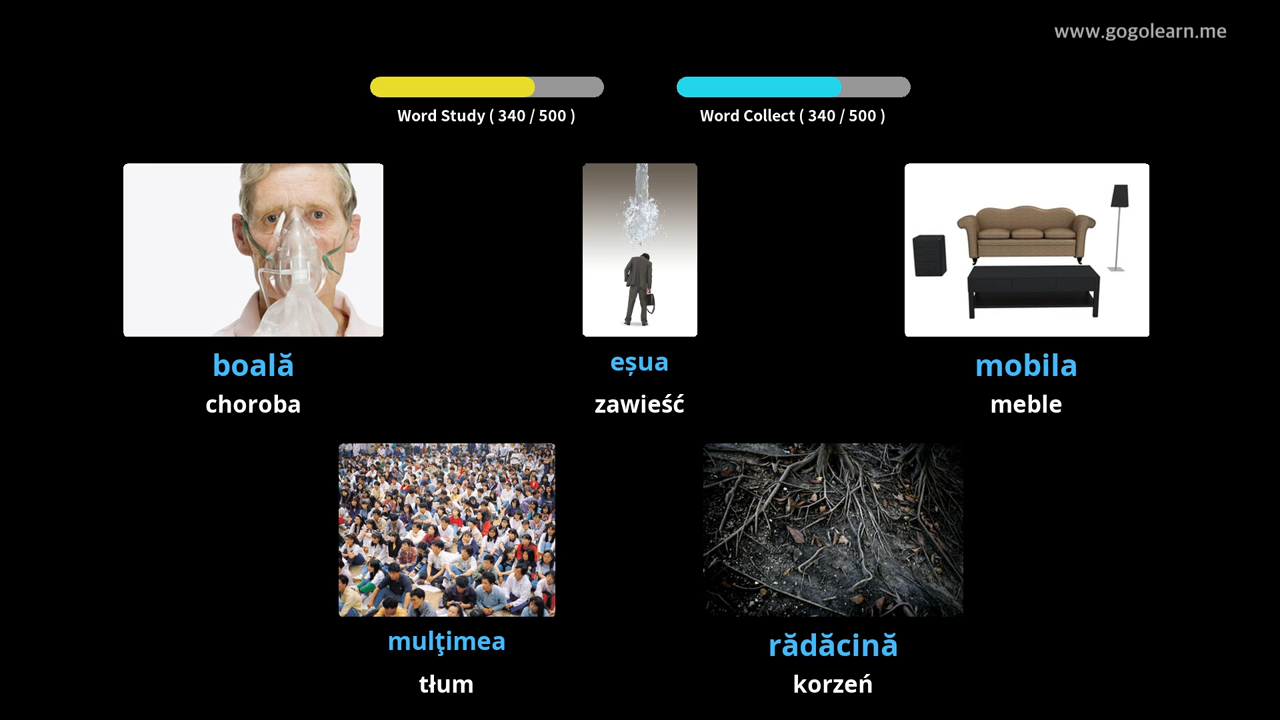 www.gogolearn.me
Word Study ( 340 / 500 )
Word Collect ( 340 / 500 )
boală
choroba
eșua
zawieść
mobila
meble
mulţimea
tłum
rădăcină
korzeń